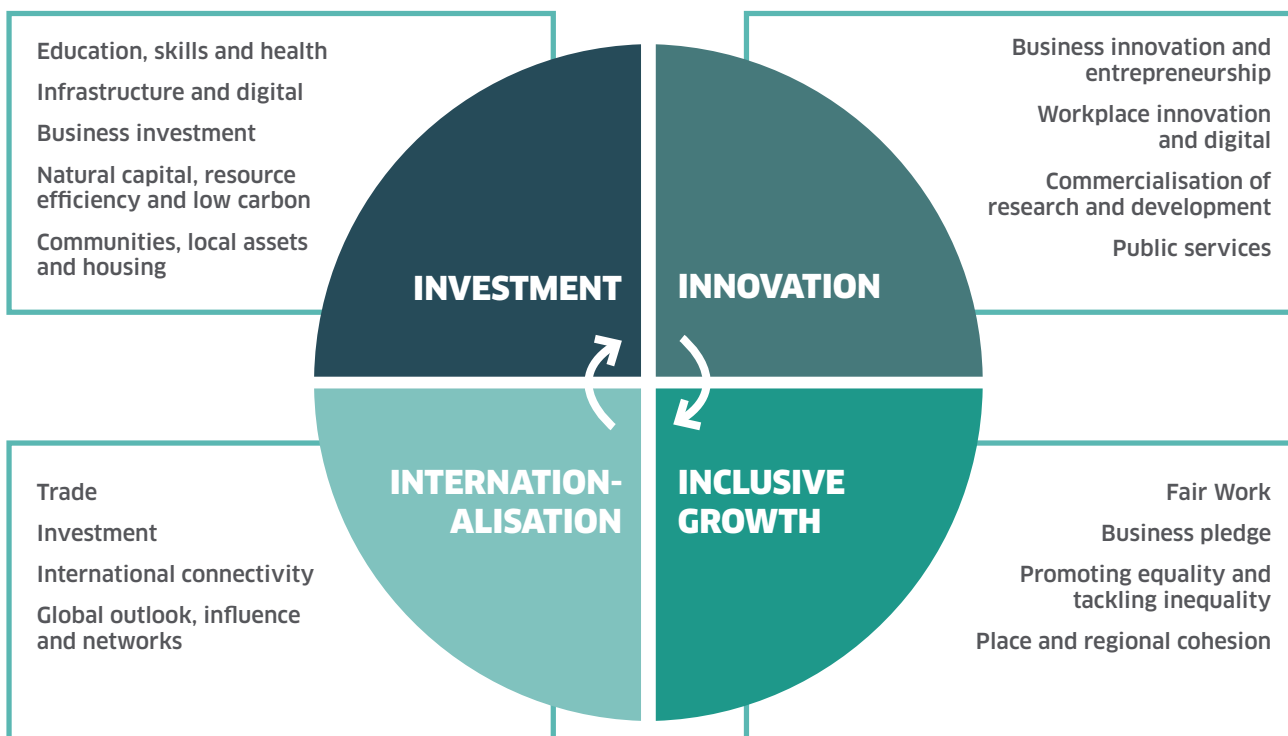 Education, skills and health
Infrastructure and digital
Business investment
Natural capital, resource
efficiency and low carbon
Communities, local assets
and housing
INVESTMENT
INNOVATION
Business innovation and
entrepreneurship
Workplace innovation
and digital
Commercialisation of
research and development
Public services
Trade
Investment
International connectivity
Global outlook, influence
and networks
INTERNATION-
ALISATION
INCLUSIVE
GROWTH
Fair Work
Business pledge
Promoting equality and
tackling inequality
Place and regional cohesion